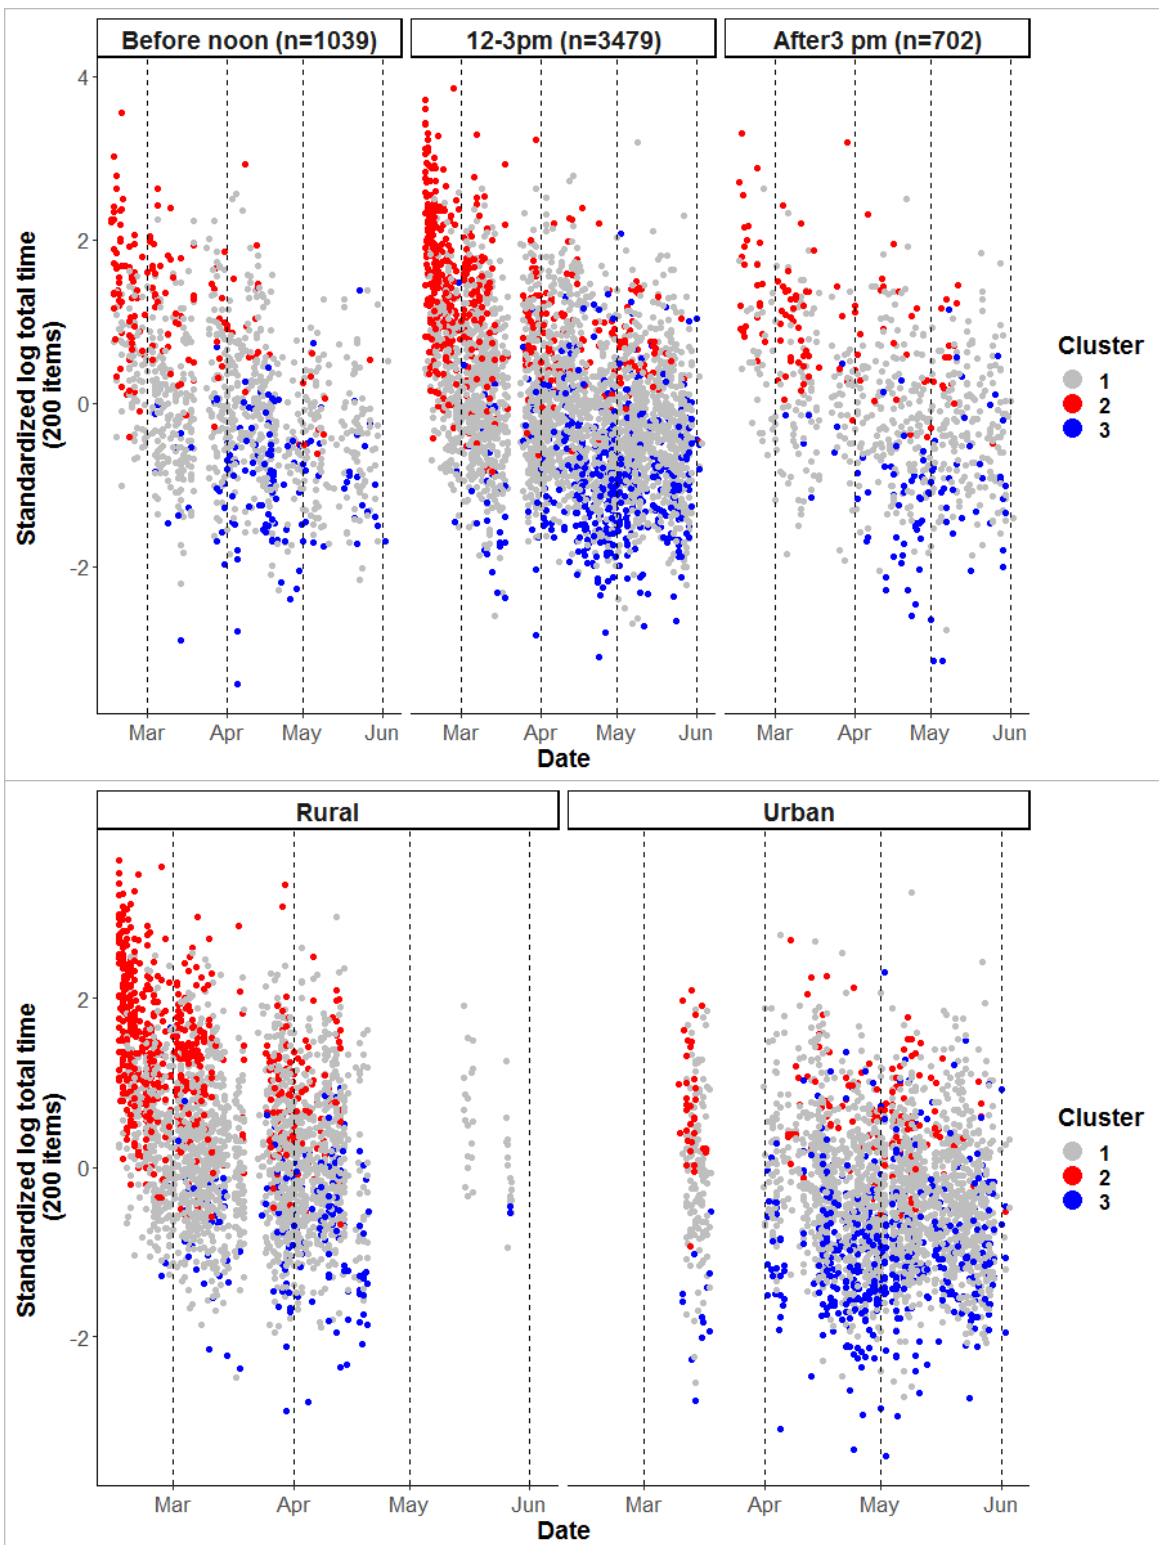 Before noon (n=1039) 12-3pm (n=3479) After3 pm (n=702)
4
2
0
-2
Standardized log total time
(200 items)
Mar Apr May Jun Mar Apr May Jun Mar Apr May Jun
Date
Cluster
1
2
3
Rural Urban
2
0
-2
Standardized log total time
(200 items)
Mar Apr May Jun Mar Apr May Jun
Date
Cluster
1
2
3